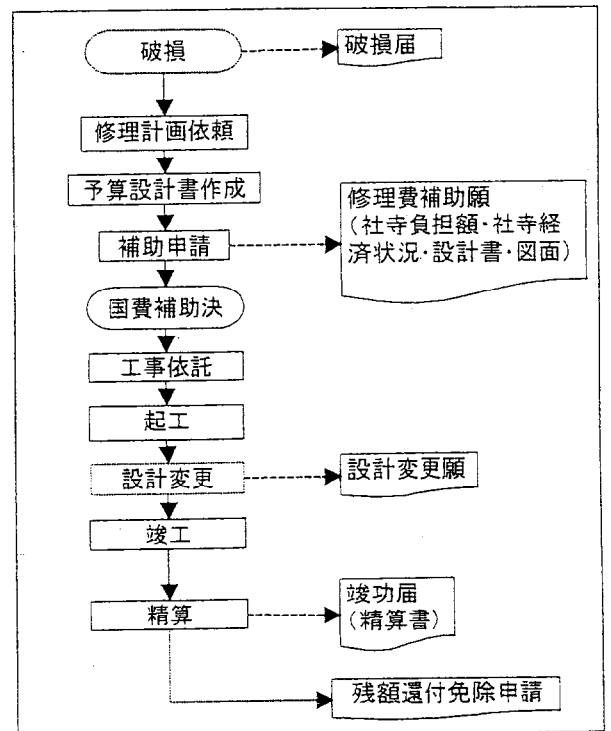 破損
破損届
修理計画依頼
予算設計書作成
修理費補助願
(社寺負担額・社寺経
済状況・設計書・図面)
補助申請
国費補助決
工事依託
起工
設計変更
設計変更願
竣工
精算
竣功届
(精算書)
残額還付免除申請